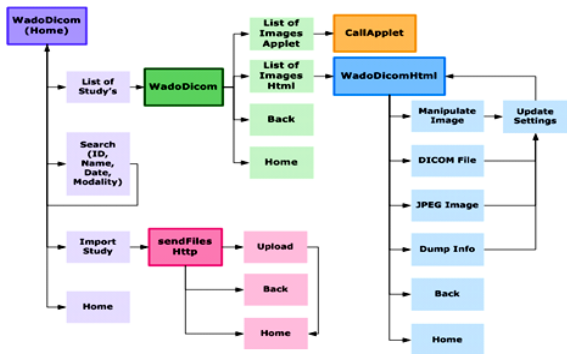 WadoDicom
(Home)
List of
Study's
Search
(ID,
Name,
Date,
Modality)
Import
Study
Home
WadoDicom
List of
Images
Applet
List of
Images
Html
Back
Home
CallApplet
WadoDicomHtml
Manipulate
Image
Update
Settings
DICOM File
JPEG Image
Dump Info
Back
Home
sendFiles
Http
Upload
Back
Home